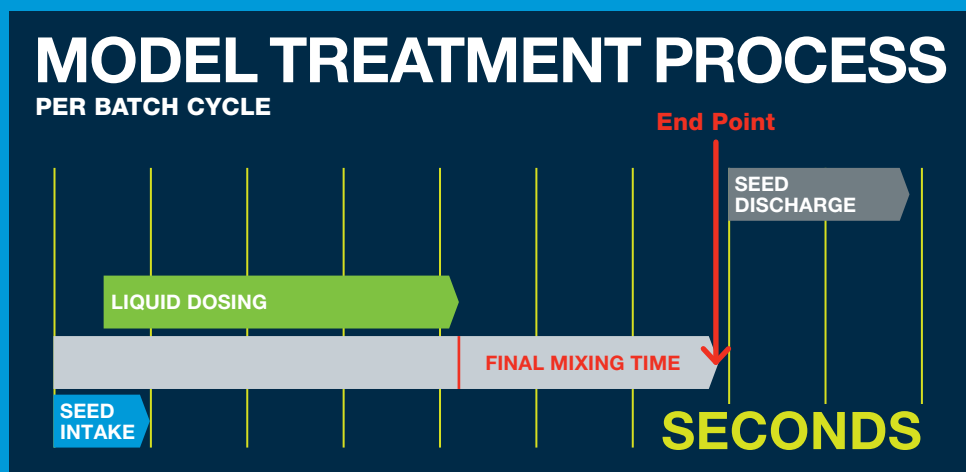 MODEL TREATMENT PROCESS
PER BATCH CYCLE
End Point
SEED
DISCHARGE
LIQUID DOSING
FINAL MIXING TIME
SEED
INTAKE
SECONDS